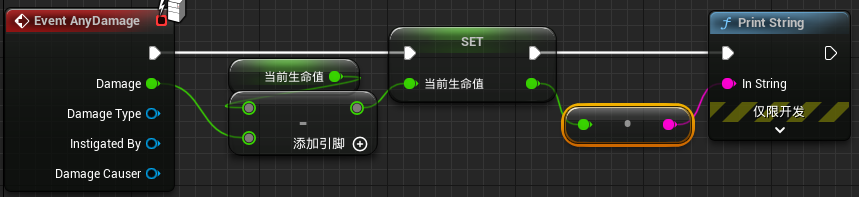 Event AnyDamage
Damage
Damage Type
Instigated By
Damage Causer
当前生命值
-
添加引脚
SET
当前生命值
Print String
In String
仅限开发